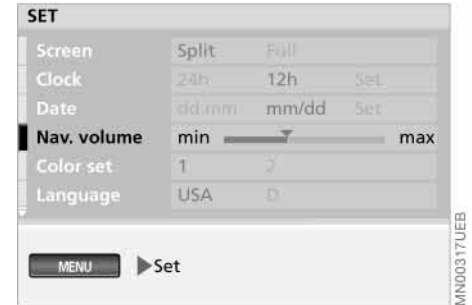 SET
Screen Split Full
Clock 24h 12h Set
Date dd.mm mm/dd Set
Nav. volume min max
Color set 1 2
Language USA D
MENU Set
MN00317UEB